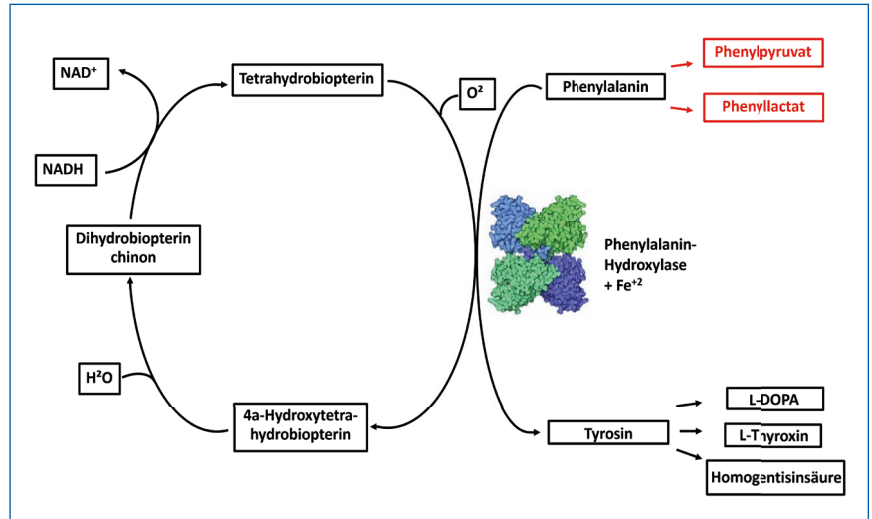 NAD⁺
Tetrahydrobiopterin
O²
Phenylalanin
Phenylpyruvat
Phenyllactat
NADH
Dihydrobiopterin
chinon
Phenylalanin-
Hydroxylase
+ Fe⁺²
H²O
4a-Hydroxytetra-
hydrobiopterin
Tyrosin
L-DOPA
L-Thyroxin
Homogentisinsäure